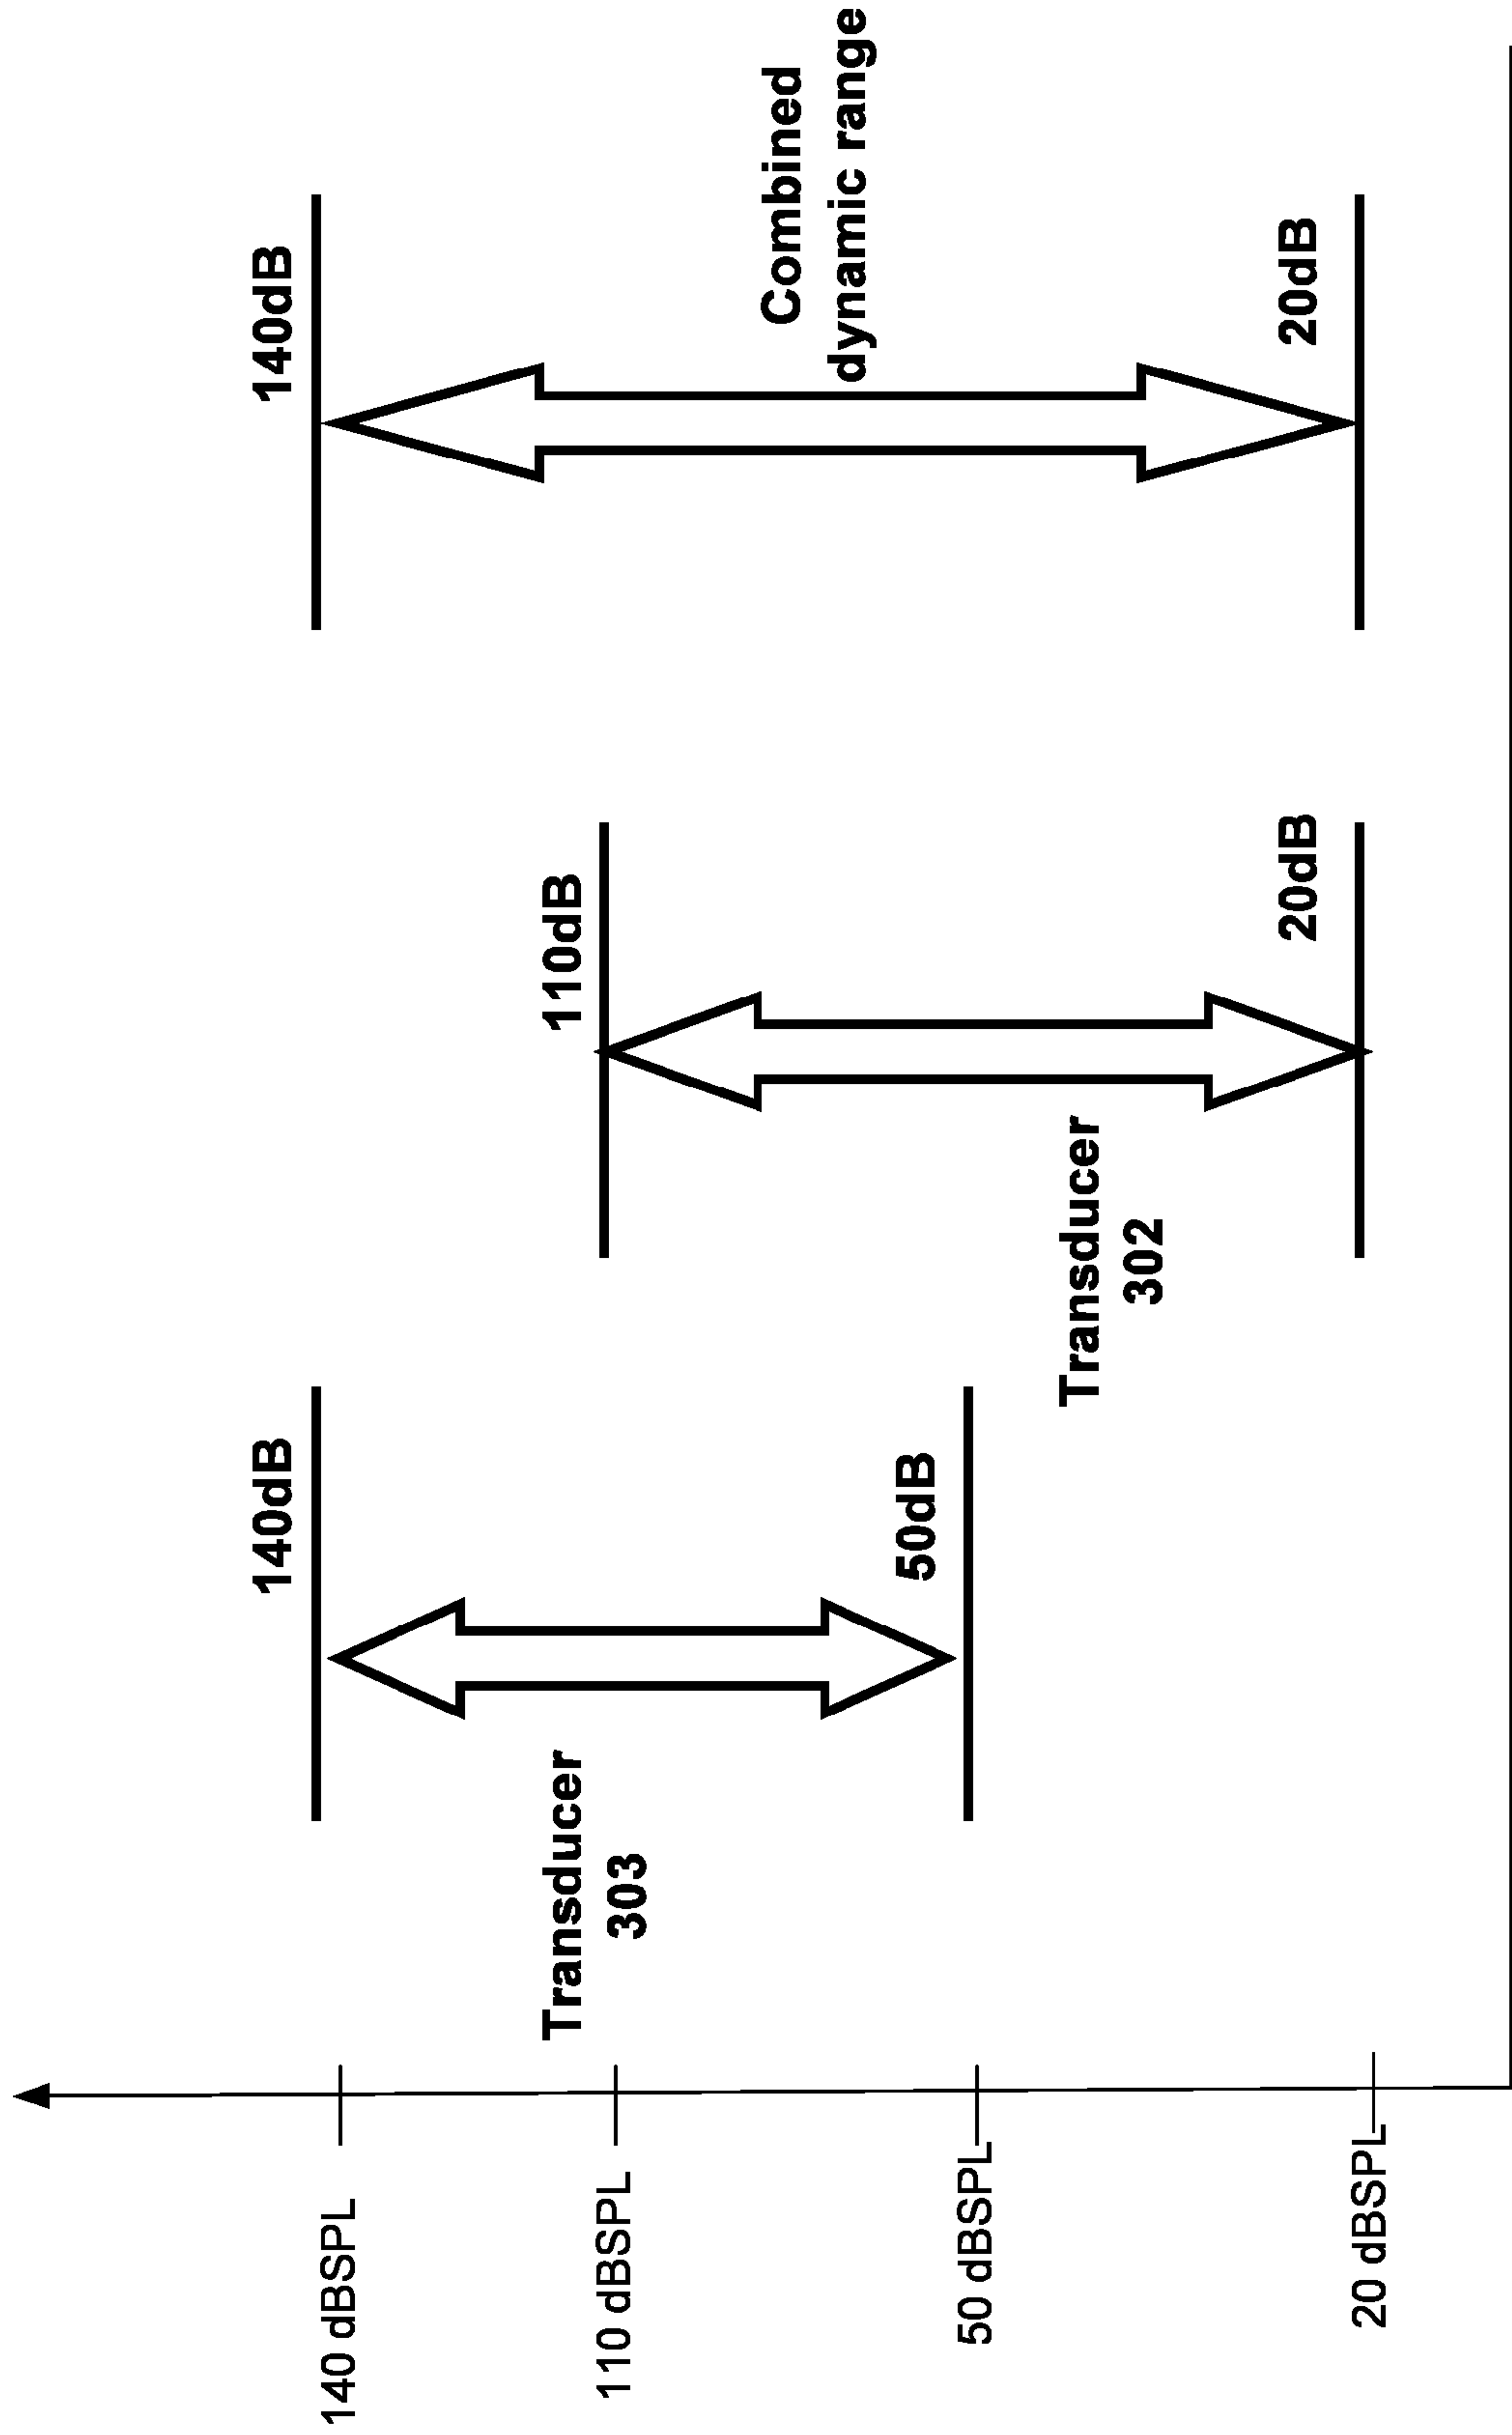 140 dBSPL
110 dBSPL
50 dBSPL
20 dBSPL
Transducer
303
140dB
50dB
Transducer
302
110dB
20dB
140dB
Combined
dynamic range
20dB